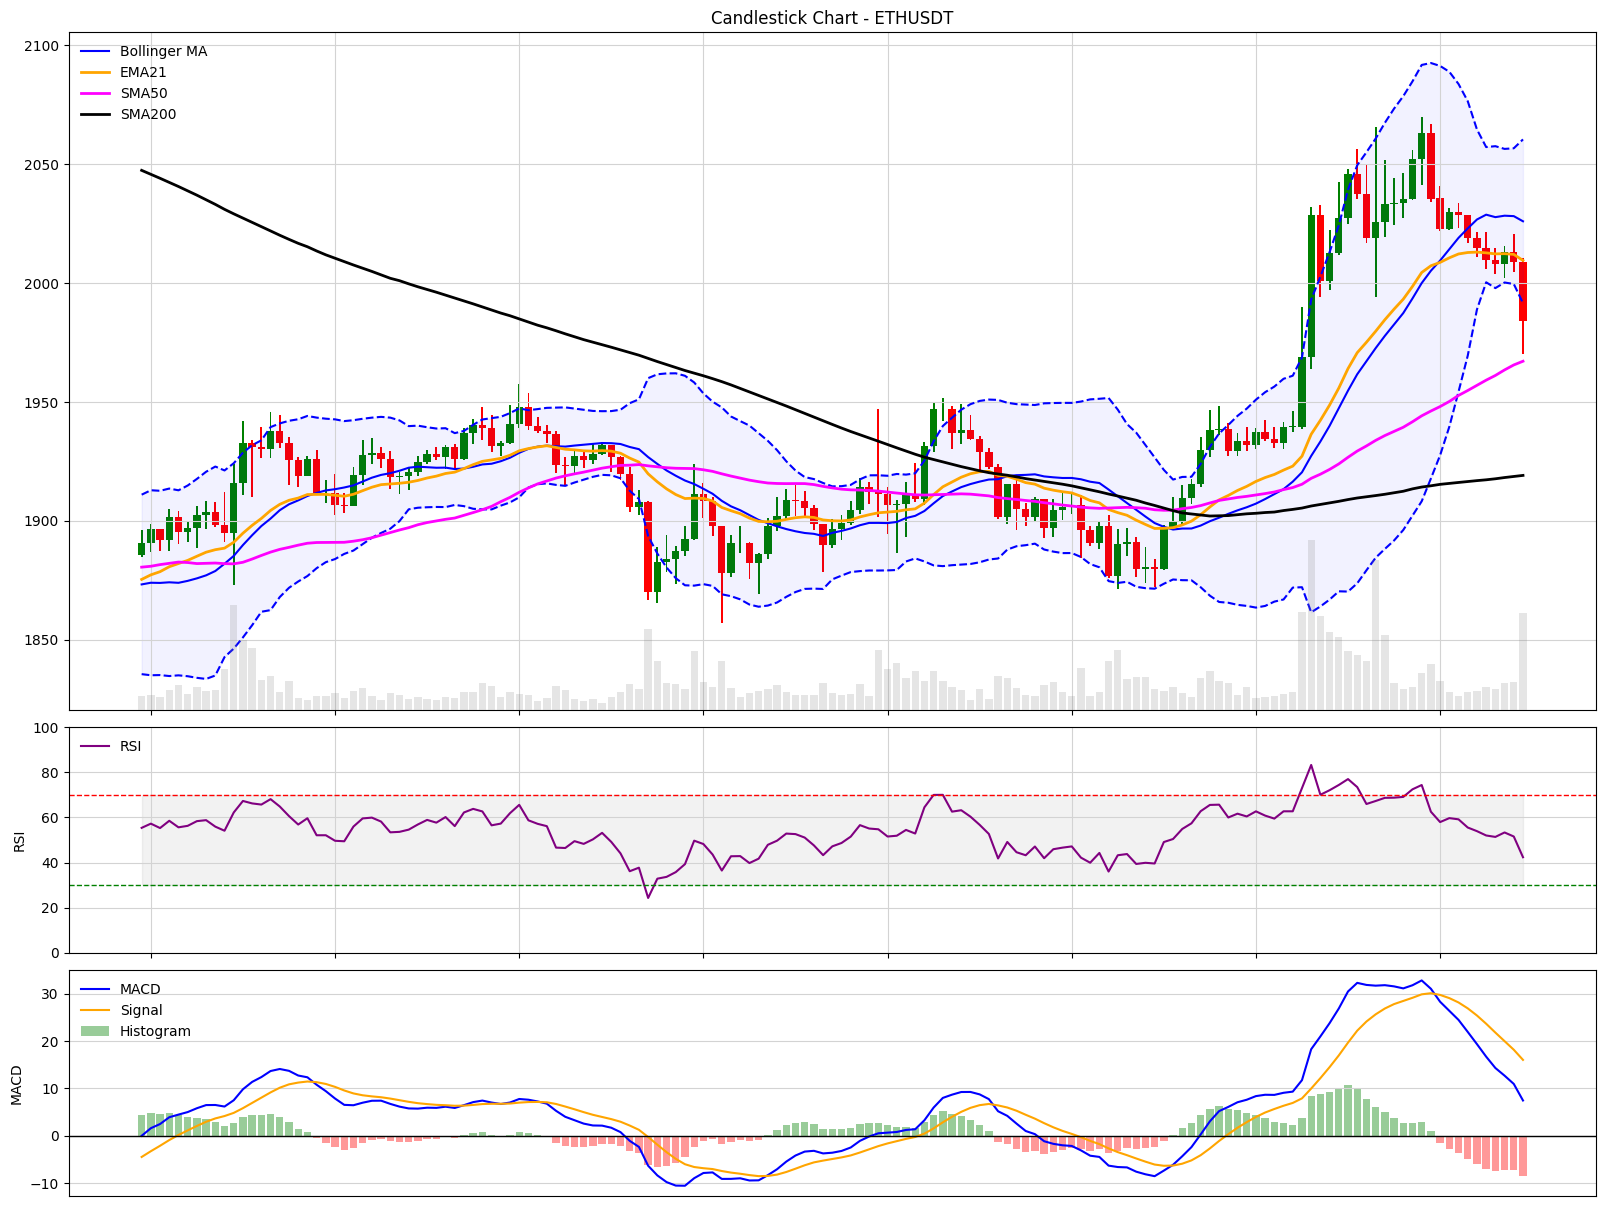 Candlestick Chart - ETHUSDT
2100
2050
2000
1950
1900
1850
Bollinger MA
EMA21
SMA50
SMA200
100
80
60
40
20
0
RSI
RSI
30
20
10
0
−10
MACD
MACD
Signal
Histogram